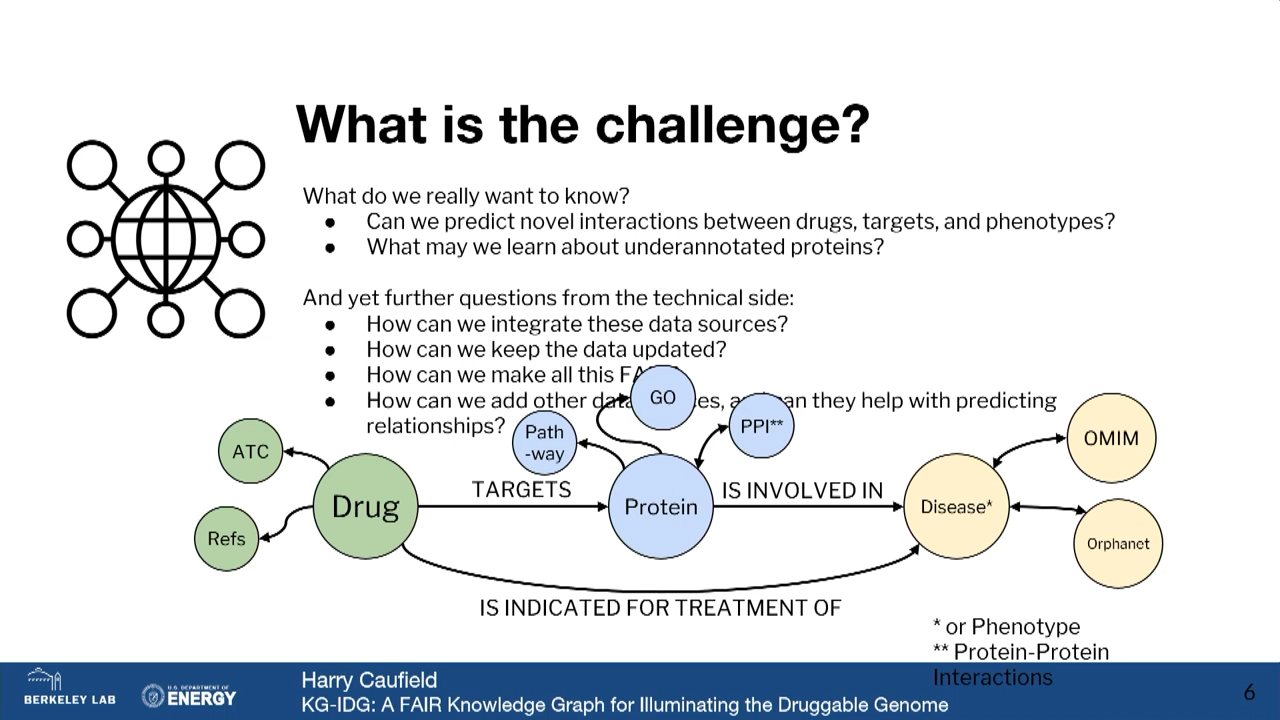 What is the challenge?
What do we really want to know?
● Can we predict novel interactions between drugs, targets, and phenotypes?
● What may we learn about underannotated proteins?
And yet further questions from the technical side:
● How can we integrate these data sources?
● How can we keep the data updated?
● How can we make all this
● How can we add other they help with predicting
relationships?
GO
PPI**
Path
-way
ATC
OMIM
TARGETS
IS INVOLVED IN
Drug
Protein
Disease*
Refs
Orphanet
IS INDICATED FOR TREATMENT OF
* or Phenotype
** Protein-Protein
Interactions
BERKELEY LAB
U.S. DEPARTMENT OF
ENERGY
Harry Caufield
KG-IDG: A FAIR Knowledge Graph for Illuminating the Druggable Genome
6